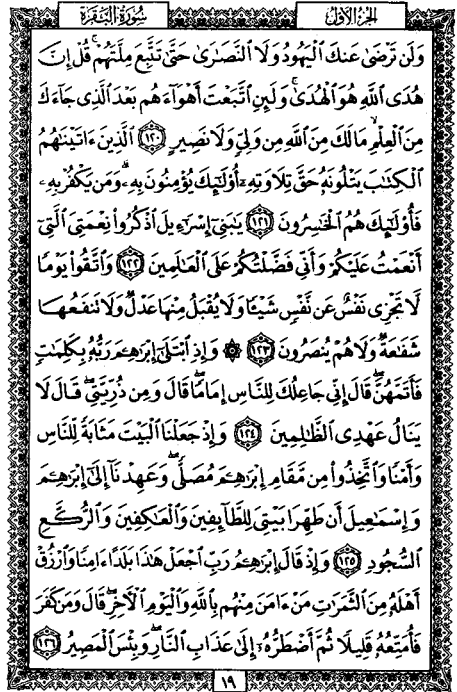 الجزء الأول سورة البقرة
وَلَن تَرْضَىٰ عَنكَ ٱلْيَهُودُ وَلَا ٱلنَّصَٰرَىٰ حَتَّىٰ تَتَّبِعَ مِلَّتَهُمْ ۗ قُلْ إِنَّ
هُدَى ٱللَّهِ هُوَ ٱلْهُدَىٰ ۗ وَلَئِنِ ٱتَّبَعْتَ أَهْوَآءَهُم بَعْدَ ٱلَّذِى جَآءَكَ
مِنَ ٱلْعِلْمِ ۙ مَا لَكَ مِنَ ٱللَّهِ مِن وَلِىٍّ وَلَا نَصِيرٍ ١٢٠ ٱلَّذِينَ ءَاتَيْنَٰهُمُ
ٱلْكِتَٰبَ يَتْلُونَهُۥ حَقَّ تِلَاوَتِهِۦٓ أُو۟لَٰٓئِكَ يُؤْمِنُونَ بِهِۦ ۗ وَمَن يَكْفُرْ بِهِۦ
فَأُو۟لَٰٓئِكَ هُمُ ٱلْخَٰسِرُونَ ١٢١ يَٰبَنِىٓ إِسْرَٰٓءِيلَ ٱذْكُرُوا۟ نِعْمَتِىَ ٱلَّتِىٓ
أَنْعَمْتُ عَلَيْكُمْ وَأَنِّى فَضَّلْتُكُمْ عَلَى ٱلْعَٰلَمِينَ ١٢٢ وَٱتَّقُوا۟ يَوْمًا
لَّا تَجْزِى نَفْسٌ عَن نَّفْسٍ شَيْـًٔا وَلَا يُقْبَلُ مِنْهَا عَدْلٌ وَلَا تَنفَعُهَا
شَفَٰعَةٌ وَلَا هُمْ يُنصَرُونَ ١٢٣ ۞ وَإِذِ ٱبْتَلَىٰٓ إِبْرَٰهِۦمَ رَبُّهُۥ بِكَلِمَٰتٍ
فَأَتَمَّهُنَّ ۖ قَالَ إِنِّى جَاعِلُكَ لِلنَّاسِ إِمَامًا ۖ قَالَ وَمِن ذُرِّيَّتِى ۖ قَالَ لَا
يَنَالُ عَهْدِى ٱلظَّٰلِمِينَ ١٢٤ وَإِذْ جَعَلْنَا ٱلْبَيْتَ مَثَابَةً لِّلنَّاسِ
وَأَمْنًا وَٱتَّخِذُوا۟ مِن مَّقَامِ إِبْرَٰهِۦمَ مُصَلًّى ۖ وَعَهِدْنَآ إِلَىٰٓ إِبْرَٰهِۦمَ
وَإِسْمَٰعِيلَ أَن طَهِّرَا بَيْتِىَ لِلطَّآئِفِينَ وَٱلْعَٰكِفِينَ وَٱلرُّكَّعِ
ٱلسُّجُودِ ١٢٥ وَإِذْ قَالَ إِبْرَٰهِۦمُ رَبِّ ٱجْعَلْ هَٰذَا بَلَدًا ءَامِنًا وَٱرْزُقْ
أَهْلَهُۥ مِنَ ٱلثَّمَرَٰتِ مَنْ ءَامَنَ مِنْهُم بِٱللَّهِ وَٱلْيَوْمِ ٱلْءَاخِرِ ۖ قَالَ وَمَن كَفَرَ
فَأُمَتِّعُهُۥ قَلِيلًا ثُمَّ أَضْطَرُّهُۥٓ إِلَىٰ عَذَابِ ٱلنَّارِ ۖ وَبِئْسَ ٱلْمَصِيرُ ١٢٦
١٩